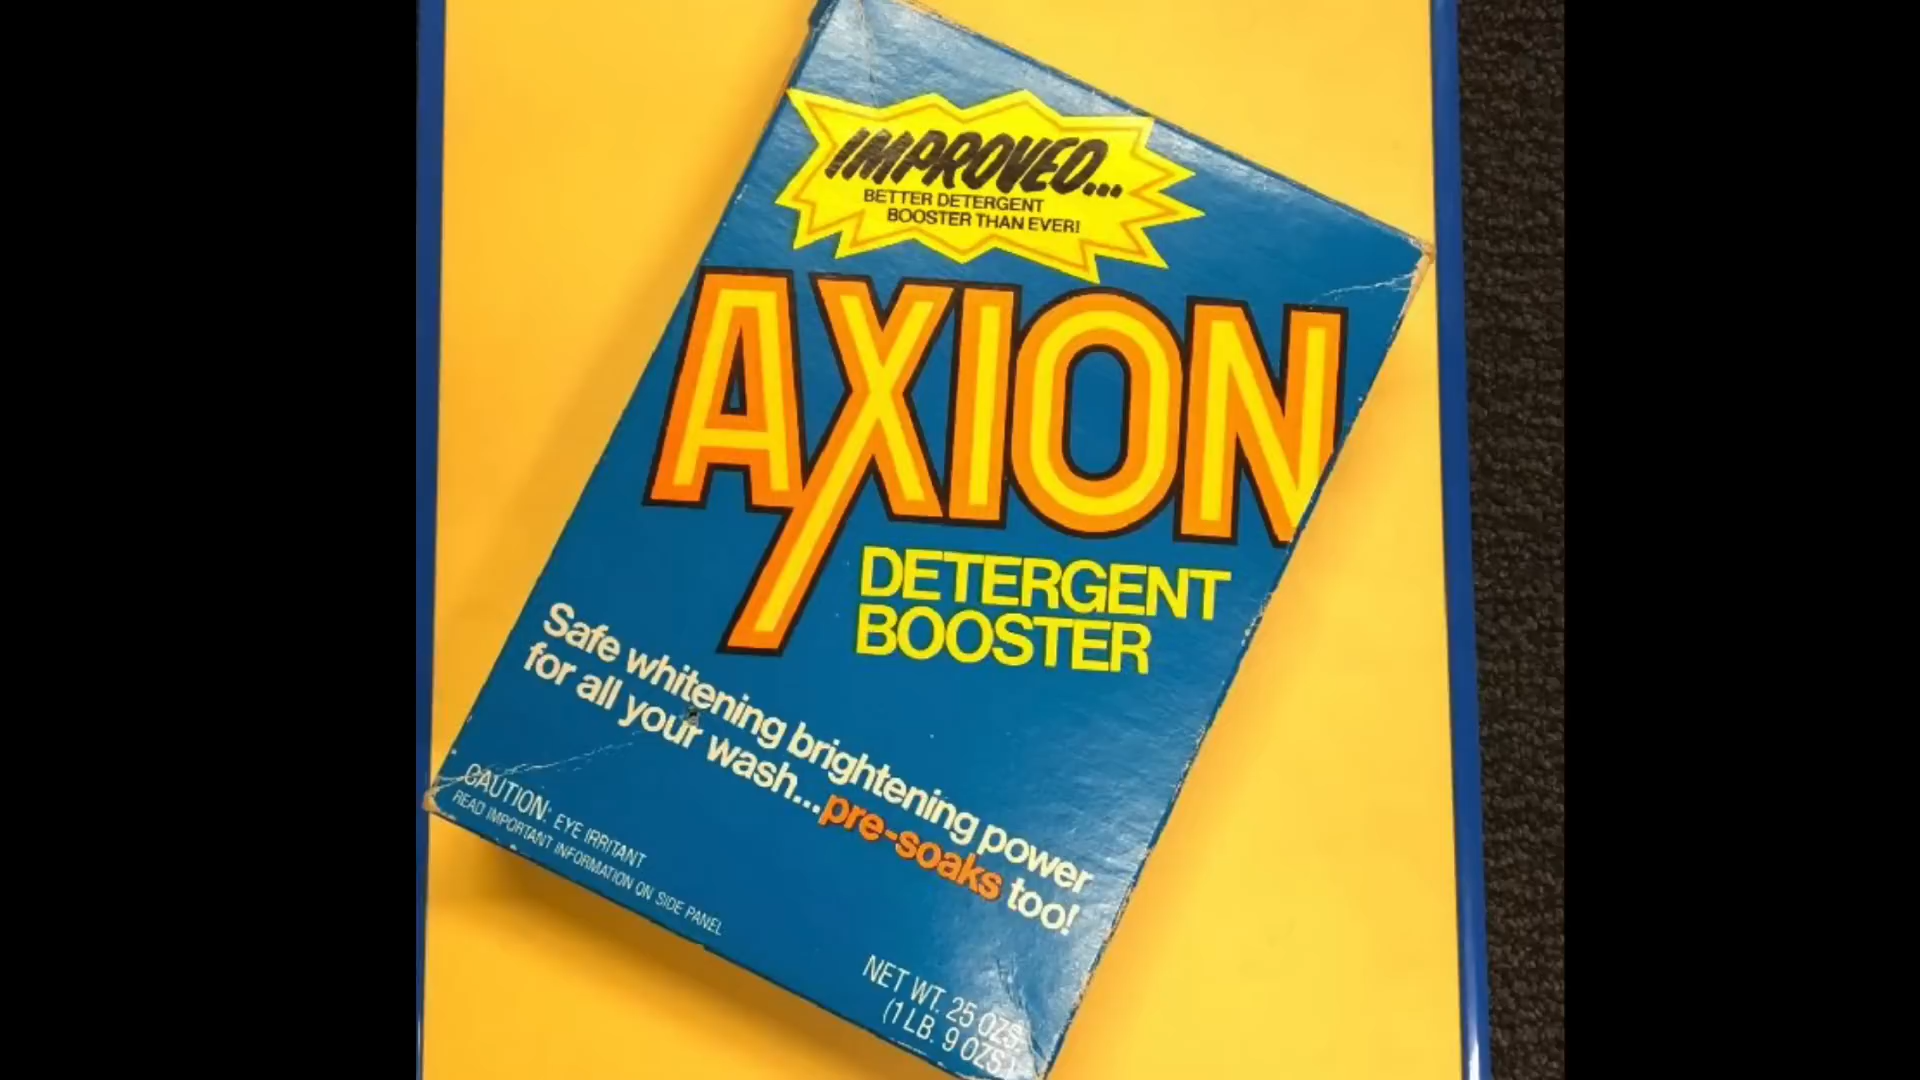 IMPROVED...
BETTER DETERGENT
BOOSTER THAN EVER!
AXION
DETERGENT
BOOSTER
Safe whitening brightening power
for all your wash...pre-soaks too!
CAUTION: EYE IRRITANT
READ IMPORTANT INFORMATION ON SIDE PANEL
NET WT. 25 OZS.
(1 LB. 9 OZS.)